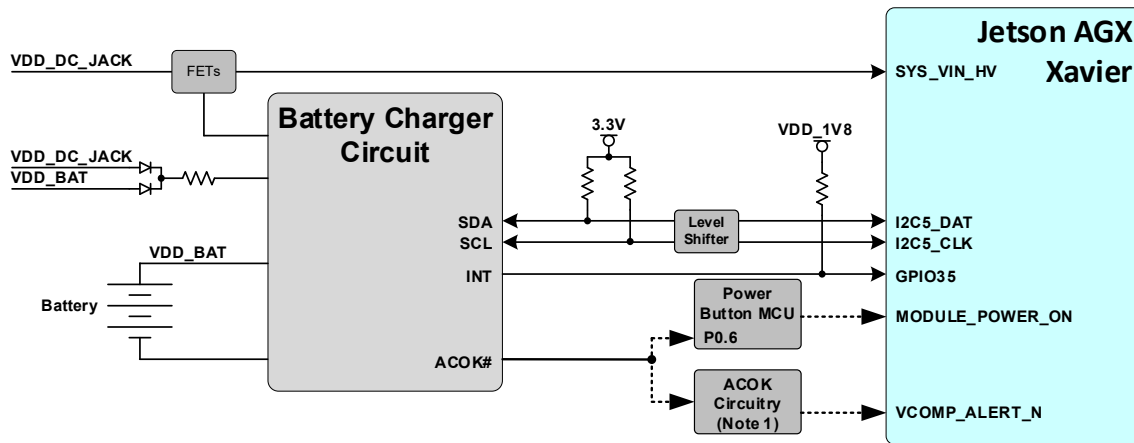 Jetson AGX
Xavier
VDD_DC_JACK
FETs
SYS_VIN_HV
Battery Charger
Circuit
3.3V
VDD_1V8
VDD_DC_JACK
VDD_BAT
SDA
Level
Shifter
I2C5_DAT
SCL
I2C5_CLK
VDD_BAT
INT
GPIO35
Battery
Power
Button MCU
P0.6
MODULE_POWER_ON
ACOK#
ACOK
Circuitry
(Note 1)
VCOMP_ALERT_N